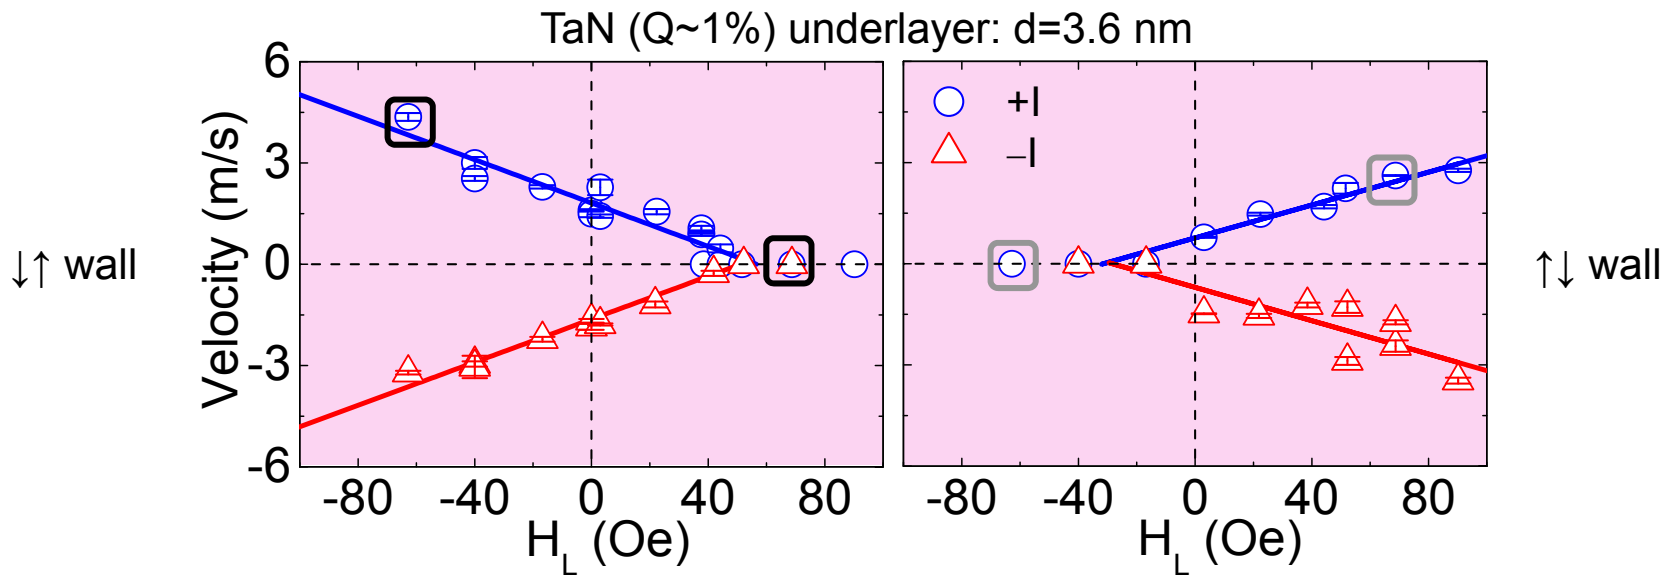 TaN (Q~1%) underlayer: d=3.6 nm
↓↑ wall
Velocity (m/s)
6
3
0
-3
-6
-80 -40 0 40 80
H_L (Oe)
+I
–I
-80 -40 0 40 80
H_L (Oe)
↑↓ wall